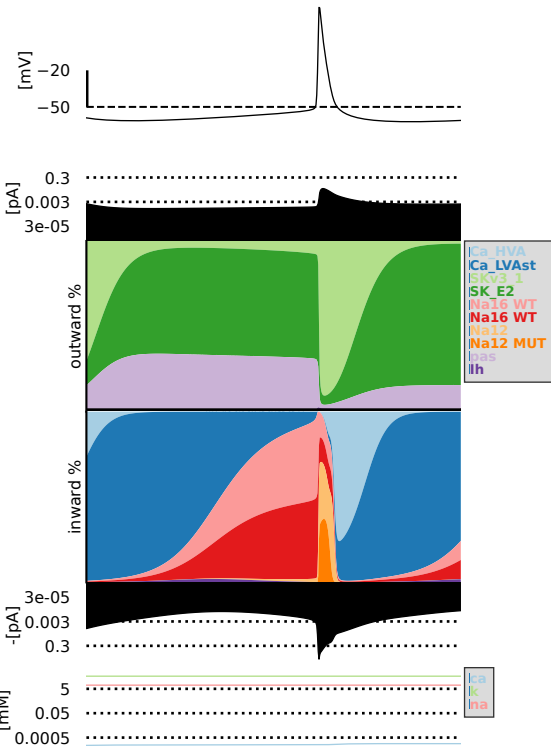 [mV]
−20
−50
[pA]
0.3
0.003
3e-05
outward %
Ca_HVA
Ca_LVAst
SKv3_1
SK_E2
Na16 WT
Na16 WT
Na12
Na12 MUT
pas
Ih
inward %
-[pA]
3e-05
0.003
0.3
[mM]
5
0.05
0.0005
ca
k
na